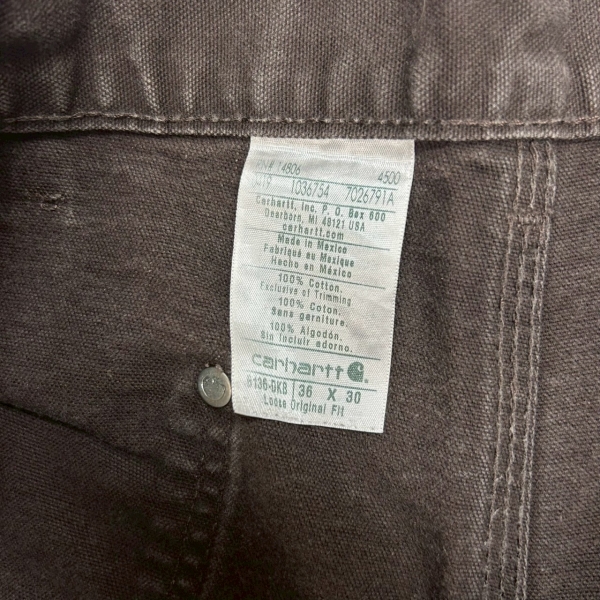 RN# 14806 4500
1036754 7026791A
Carhartt, Inc. P. O. Box 600
Dearborn, MI 48121 USA
carhartt.com
Made in Mexico
Fabriqué au Mexique
Hecho en México
100% Cotton.
Exclusive of Trimming
100% Coton.
Sans garniture.
100% Algodón.
Sin incluir adorno.
carhartt
B136-DKB 36 X 30
Loose Original Fit